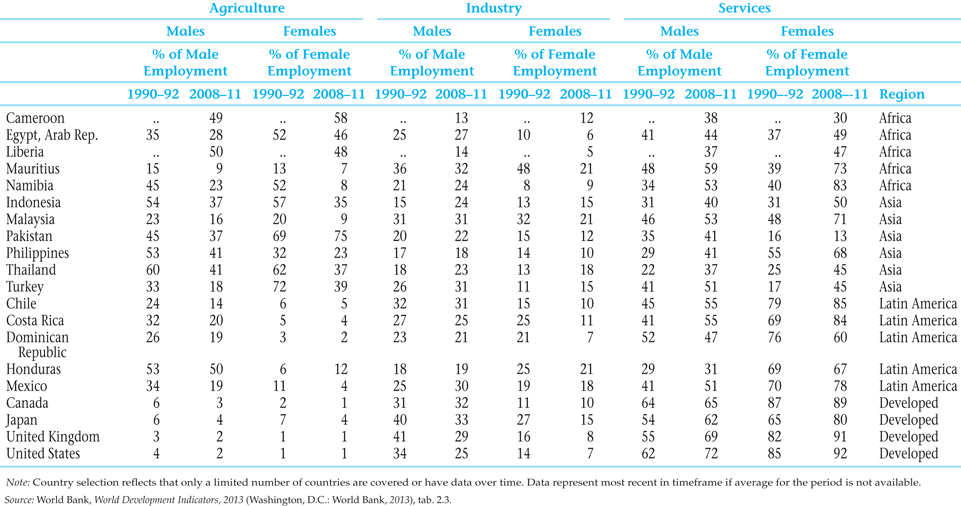 Agriculture Industry Services
Males Females Males Females Males Females
% of Male Employment % of Female Employment % of Male Employment % of Female Employment % of Male Employment % of Female Employment
1990–92 2008–11 1990–92 2008–11 1990–92 2008–11 1990–92 2008–11 1990–92 2008–11 1990–-92 2008–-11 Region
Cameroon .. 49 .. 58 .. 13 .. 12 .. 38 .. 30 Africa
Egypt, Arab Rep. 35 28 52 46 25 27 10 6 41 44 37 49 Africa
Liberia .. 50 .. 48 .. 14 .. 5 .. 37 .. 47 Africa
Mauritius 15 9 13 7 36 32 48 21 48 59 39 73 Africa
Namibia 45 23 52 8 21 24 8 9 34 53 40 83 Africa
Indonesia 54 37 57 35 15 24 13 15 31 40 31 50 Asia
Malaysia 23 16 20 9 31 31 32 21 46 53 48 71 Asia
Pakistan 45 37 69 75 20 22 15 12 35 41 16 13 Asia
Philippines 53 41 32 23 17 18 14 10 29 41 55 68 Asia
Thailand 60 41 62 37 18 23 13 18 22 37 25 45 Asia
Turkey 33 18 72 39 26 31 11 15 41 51 17 45 Asia
Chile 24 14 6 5 32 31 15 10 45 55 79 85 Latin America
Costa Rica 32 20 5 4 27 25 25 11 41 55 69 84 Latin America
Dominican 26 19 3 2 23 21 21 7 52 47 76 60 Latin America
Republic
Honduras 53 50 6 12 18 19 25 21 29 31 69 67 Latin America
Mexico 34 19 11 4 25 30 19 18 41 51 70 78 Latin America
Canada 6 3 2 1 31 32 11 10 64 65 87 89 Developed
Japan 6 4 7 4 40 33 27 15 54 62 65 80 Developed
United Kingdom 3 2 1 1 41 29 16 8 55 69 82 91 Developed
United States 4 2 1 1 34 25 14 7 62 72 85 92 Developed
Note: Country selection reflects that only a limited number of countries are covered or have data over time. Data represent most recent in timeframe if average for the period is not available.
Source: World Bank, World Development Indicators, 2013 (Washington, D.C.: World Bank, 2013), tab. 2.3.